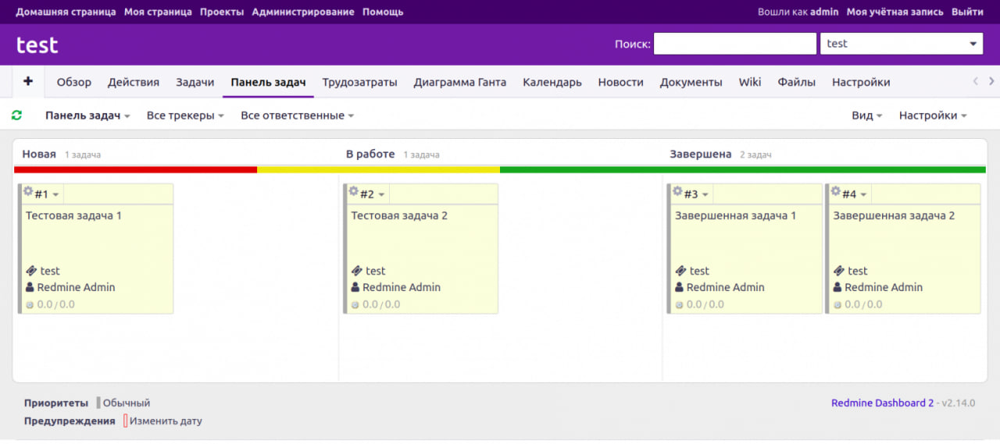 Домашняя страница Моя страница Проекты Администрирование Помощь Вошли как admin Моя учётная запись Выйти
test Поиск: test
+ Обзор Действия Задачи Панель задач Трудозатраты Диаграмма Ганта Календарь Новости Документы Wiki Файлы Настройки
Панель задач Все трекеры Все ответственные Вид Настройки
Новая 1 задача В работе 1 задача Завершена 2 задач
#1 #2 #3 #4
Тестовая задача 1 Тестовая задача 2 Завершенная задача 1 Завершенная задача 2
test test test test
Redmine Admin Redmine Admin Redmine Admin Redmine Admin
0.0/0.0 0.0/0.0 0.0/0.0 0.0/0.0
Приоритеты Обычный Redmine Dashboard 2 - v2.14.0
Предупреждения Изменить дату